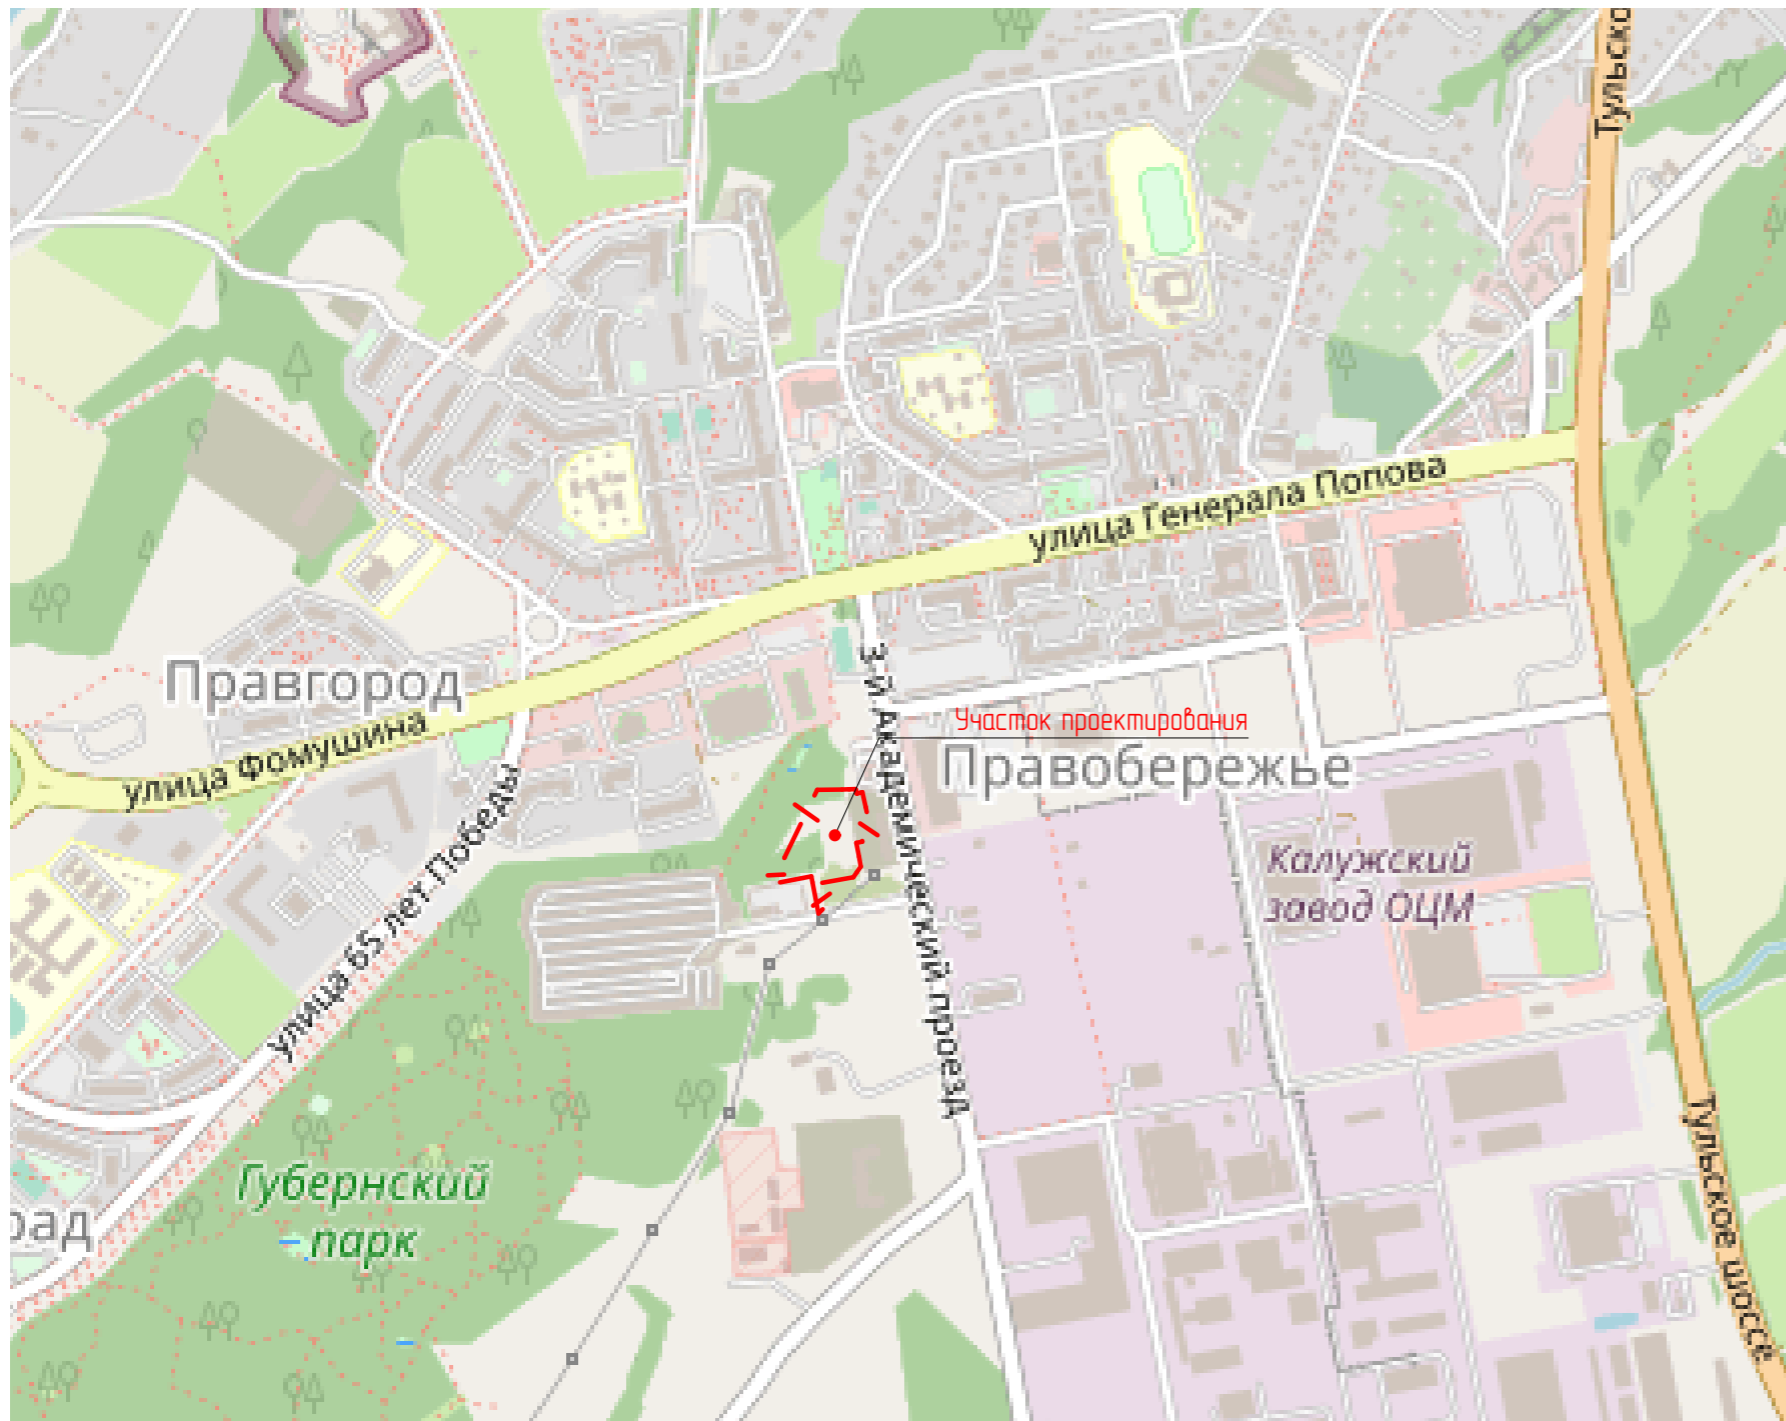 Тульско
улица Генерала Попова
Правгород
3-й Академический проезд
Участок проектирования
улица Фомушина
Правобережье
улица 65 лет Победы
Калужский
завод ОЦМ
Тульское шоссе
Губернский
парк
рад